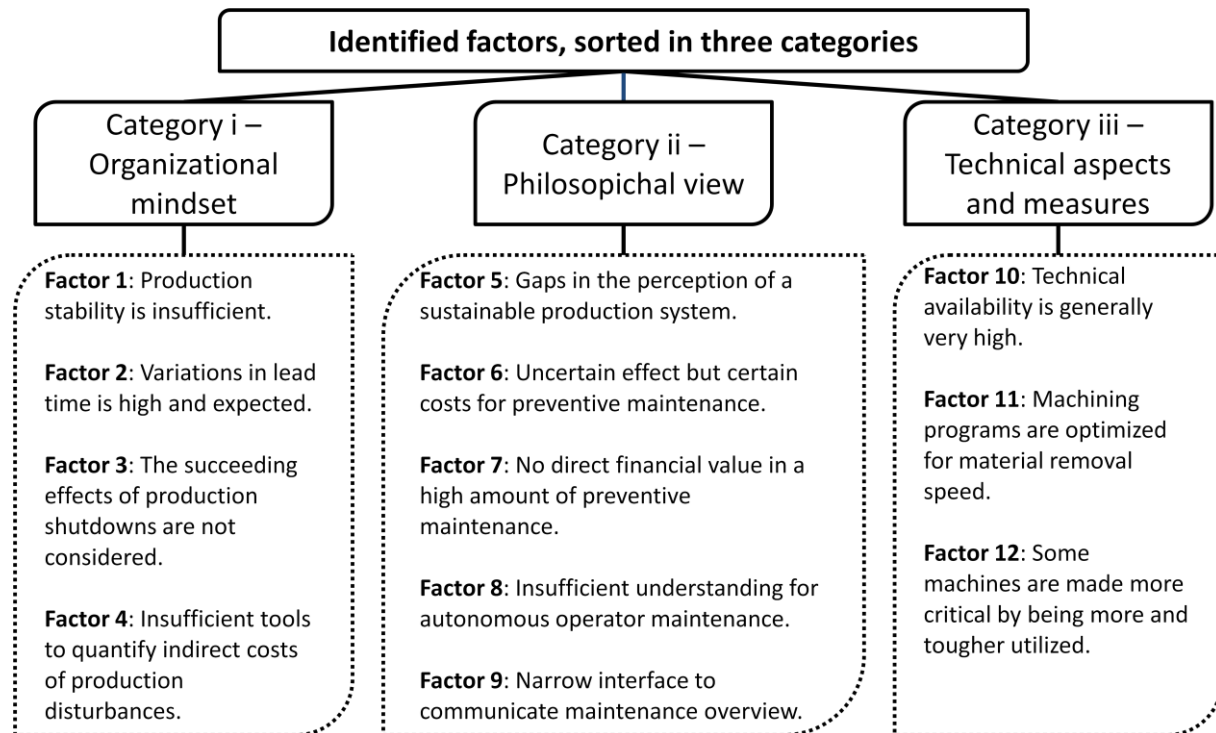 Identified factors, sorted in three categories
Category i –
Organizational
mindset
Category ii –
Philosopichal view
Category iii –
Technical aspects
and measures
Factor 1: Production
stability is insufficient.
Factor 2: Variations in lead
time is high and expected.
Factor 3: The succeeding
effects of production
shutdowns are not
considered.
Factor 4: Insufficient tools
to quantify indirect costs
of production
disturbances.
Factor 5: Gaps in the perception of a
sustainable production system.
Factor 6: Uncertain effect but certain
costs for preventive maintenance.
Factor 7: No direct financial value in a
high amount of preventive
maintenance.
Factor 8: Insufficient understanding for
autonomous operator maintenance.
Factor 9: Narrow interface to
communicate maintenance overview.
Factor 10: Technical
availability is generally
very high.
Factor 11: Machining
programs are optimized
for material removal
speed.
Factor 12: Some
machines are made more
critical by being more and
tougher utilized.